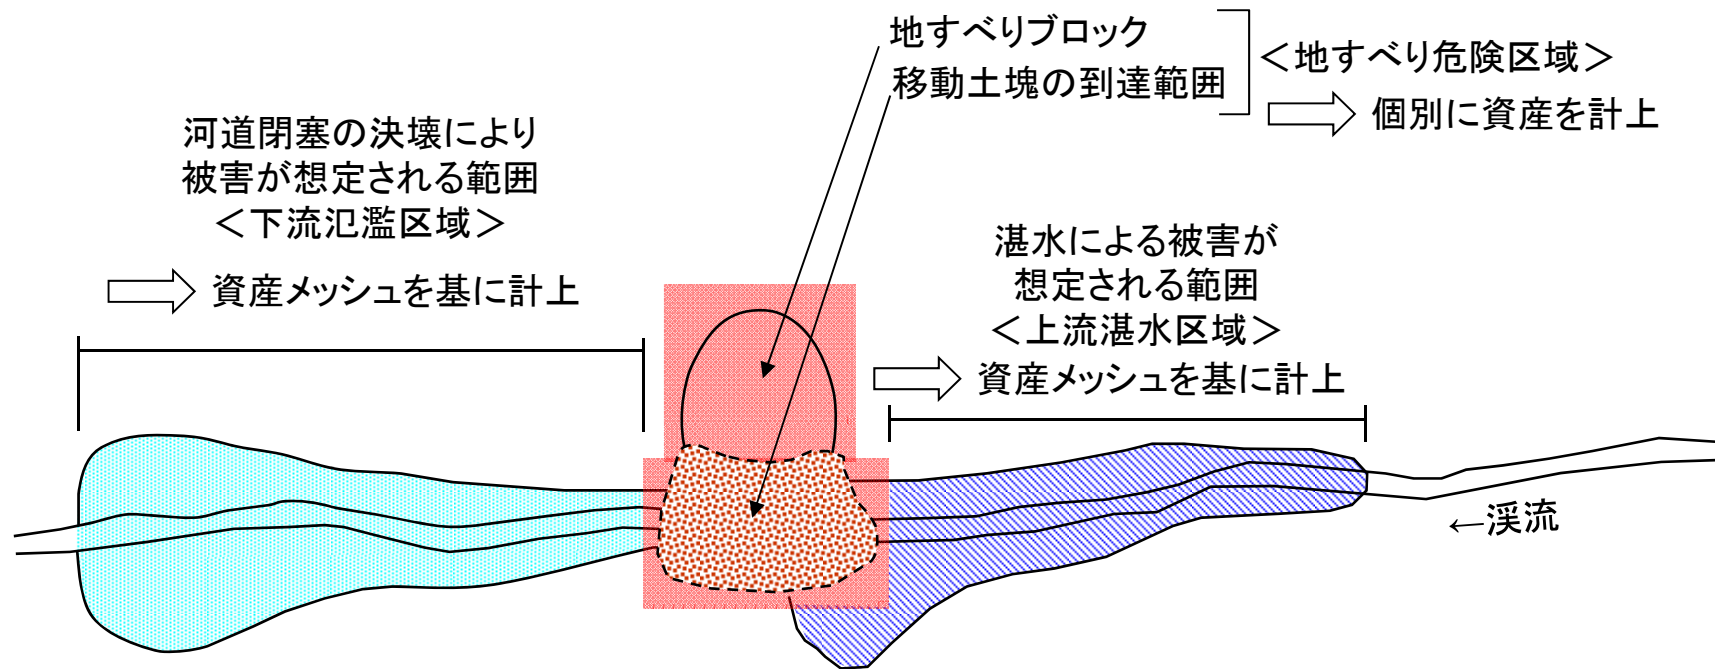 地すべりブロック
移動土塊の到達範囲
＜地すべり危険区域＞
個別に資産を計上
河道閉塞の決壊により
被害が想定される範囲
＜下流氾濫区域＞
資産メッシュを基に計上
湛水による被害が
想定される範囲
＜上流湛水区域＞
資産メッシュを基に計上
←渓流